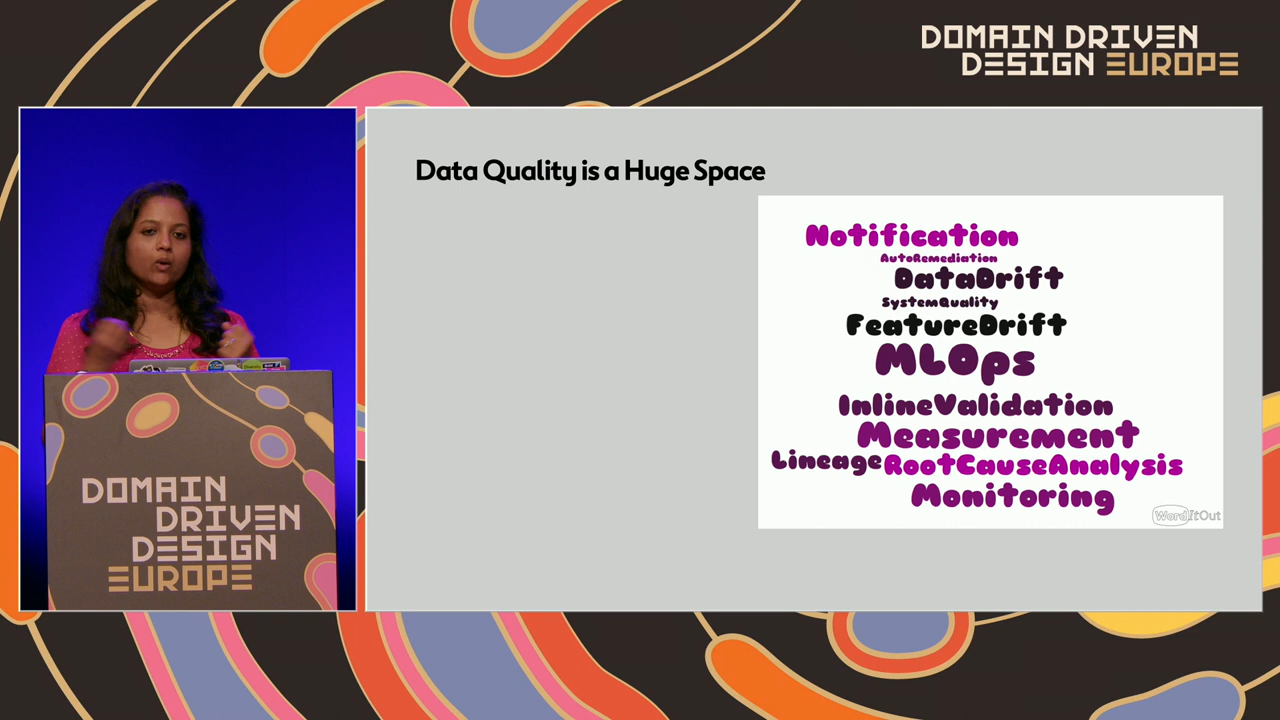 DOMAIN DRIVEN
DESIGN EUROPE
Data Quality is a Huge Space
Notification
AutoRemediation
DataDrift
SystemQuality
FeatureDrift
MLOps
InlineValidation
Measurement
Lineage RootCauseAnalysis
Monitoring
WordItOut
DOMAIN
DRIVEN
DESIGN
EUROPE